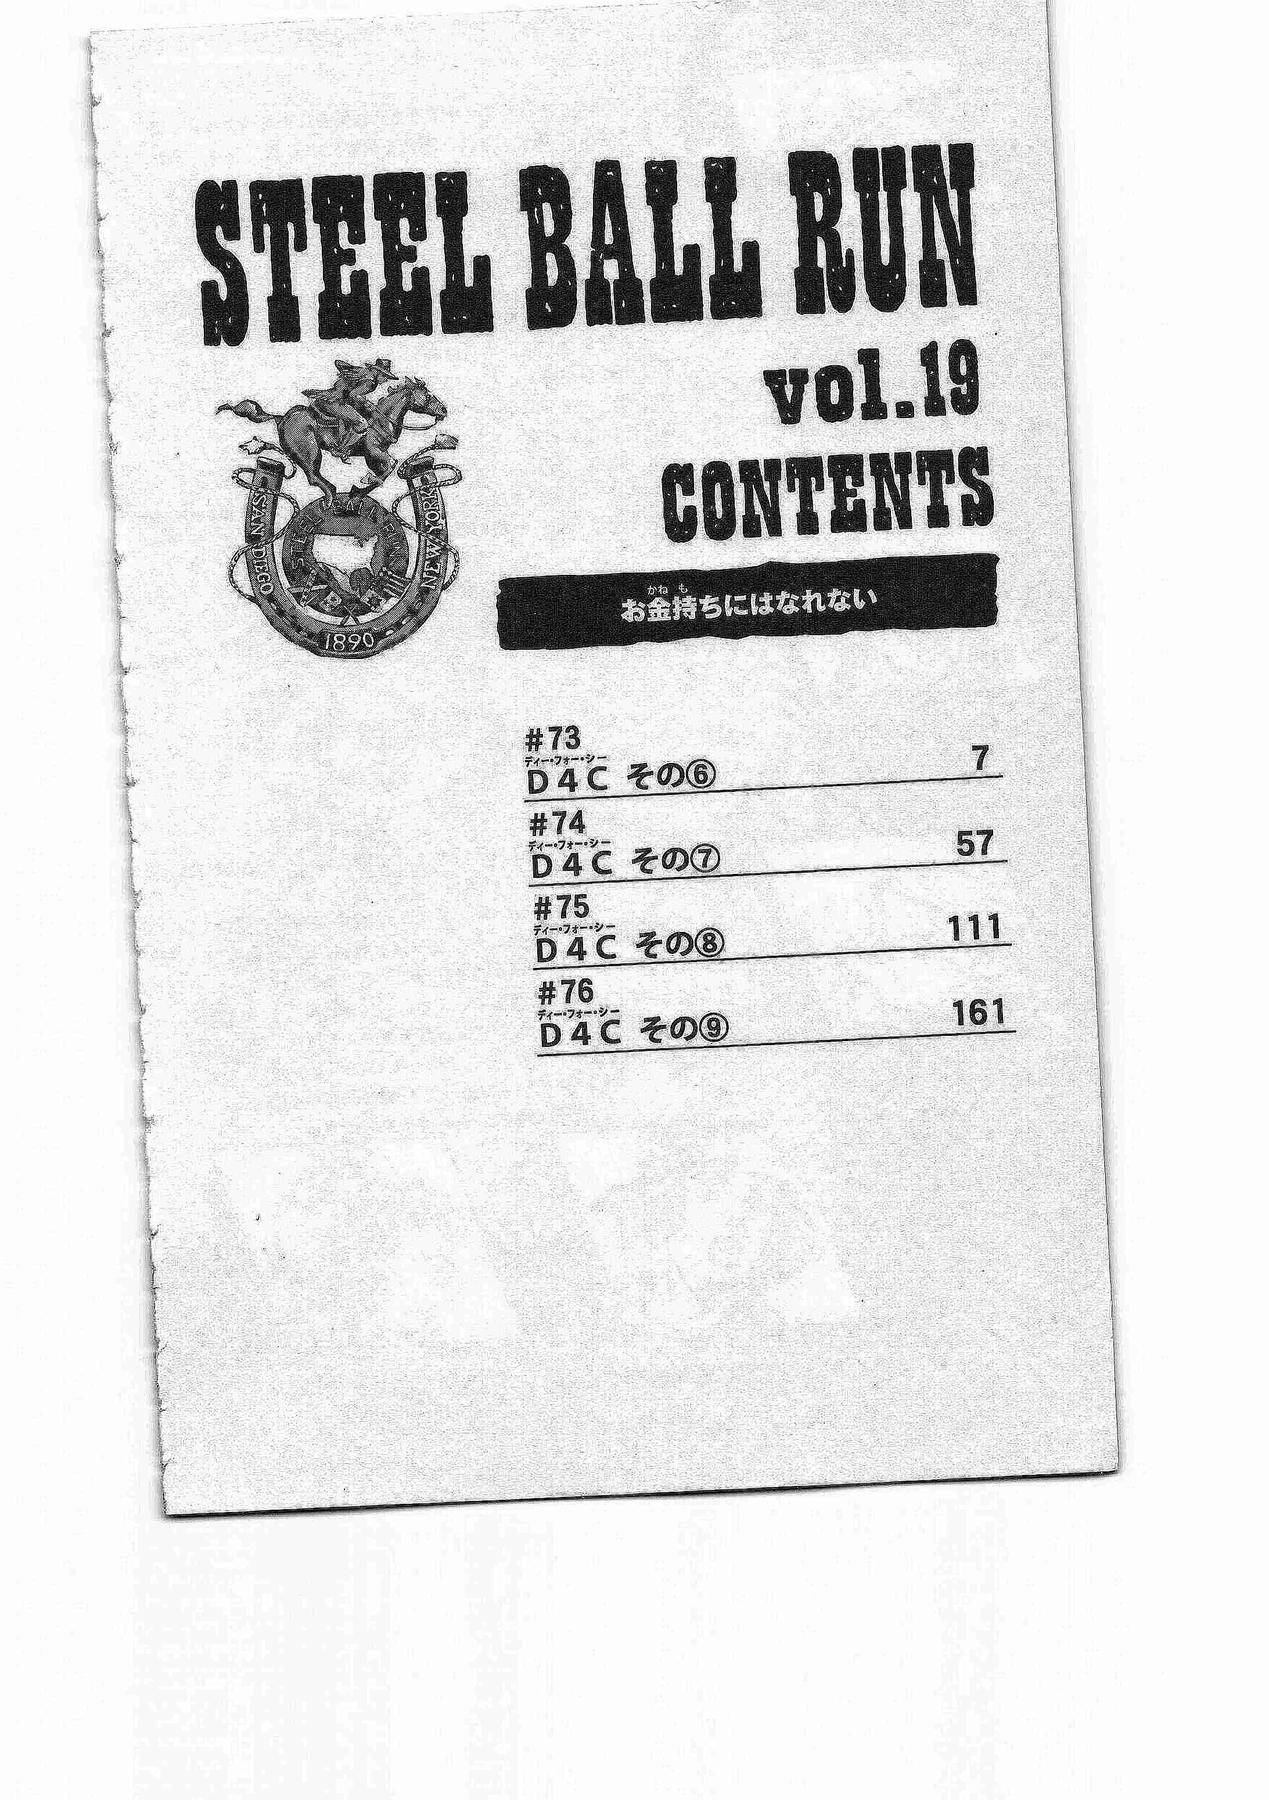 STEEL BALL RUN
vol.19
CONTENTS
SAN DIEGO
NEW YORK
STEEL BALL RUN
1890
かねも
お金持ちにはなれない
#73
ディー・フォー・シー
D4C その⑥ 7
#74
ディー・フォー・シー
D4C その⑦ 57
#75
ディー・フォー・シー
D4C その⑧ 111
#76
ディー・フォー・シー
D4C その⑨ 161